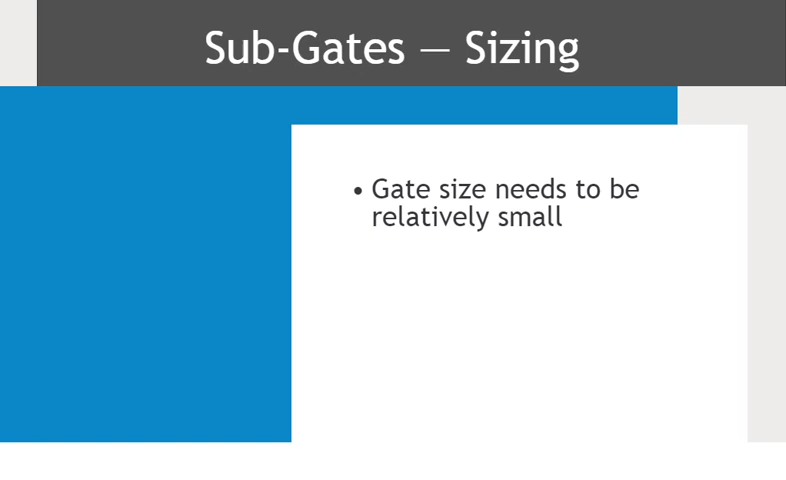 Sub-Gates — Sizing
• Gate size needs to be
relatively small